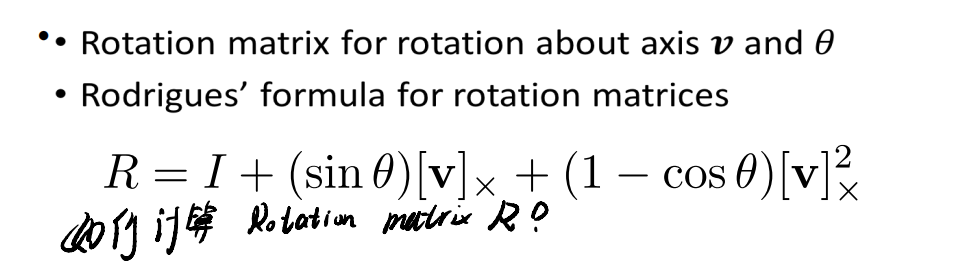 • Rotation matrix for rotation about axis v and θ
• Rodrigues’ formula for rotation matrices
R = I + (sin θ)[v]× + (1 − cos θ)[v]²×
如何计算 Rotation matrix R?